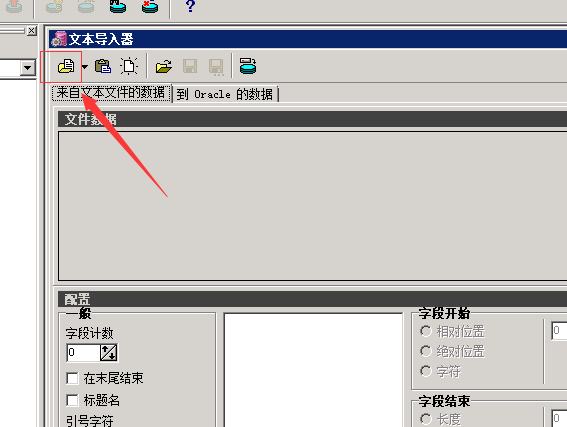 ?
文本导入器
来自文本文件的数据 到 Oracle 的数据
文件数据
配置
一般
字段计数
0
在末尾结束
标题名
引号字符
字段开始
相对位置
0
绝对位置
字符
字段结束
长度
0